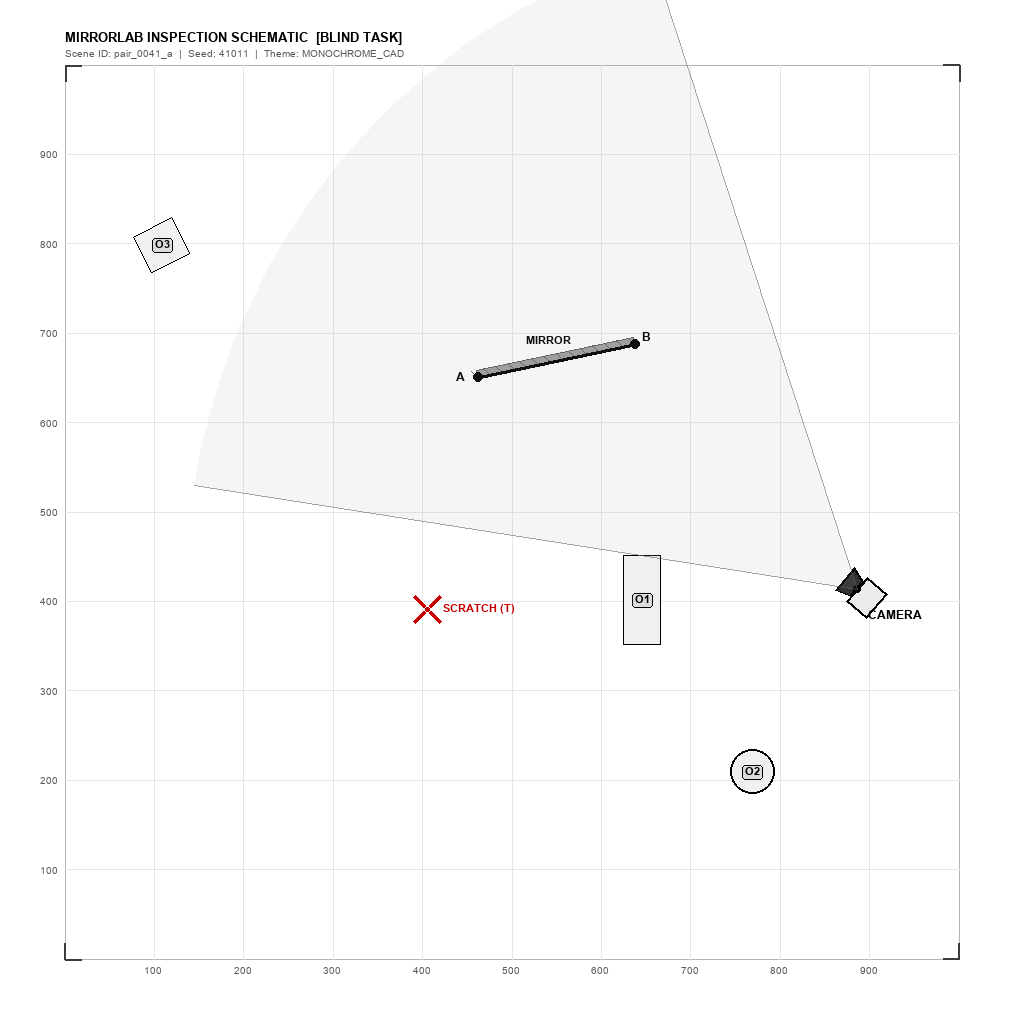 MIRRORLAB INSPECTION SCHEMATIC [BLIND TASK]
Scene ID: pair_0041_a | Seed: 41011 | Theme: MONOCHROME_CAD
900
800
O3
700
MIRROR
B
A
600
500
400
O1
SCRATCH (T)
CAMERA
300
200
O2
100
100 200 300 400 500 600 700 800 900